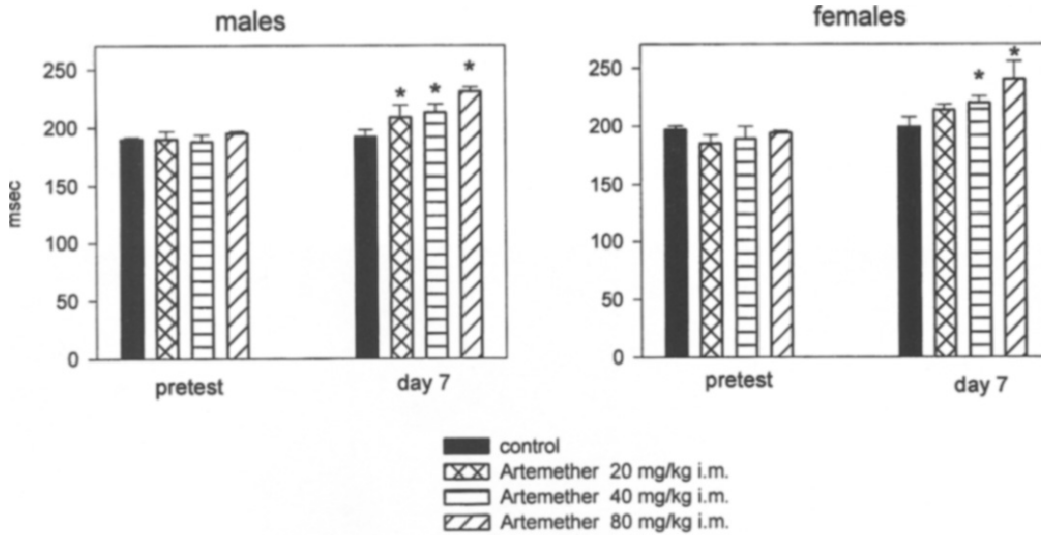 males
females
250
200
150
100
50
0
msec
* * *
pretest
day 7
250
200
150
100
50
0
* *
pretest
day 7
control
Artemether 20 mg/kg i.m.
Artemether 40 mg/kg i.m.
Artemether 80 mg/kg i.m.